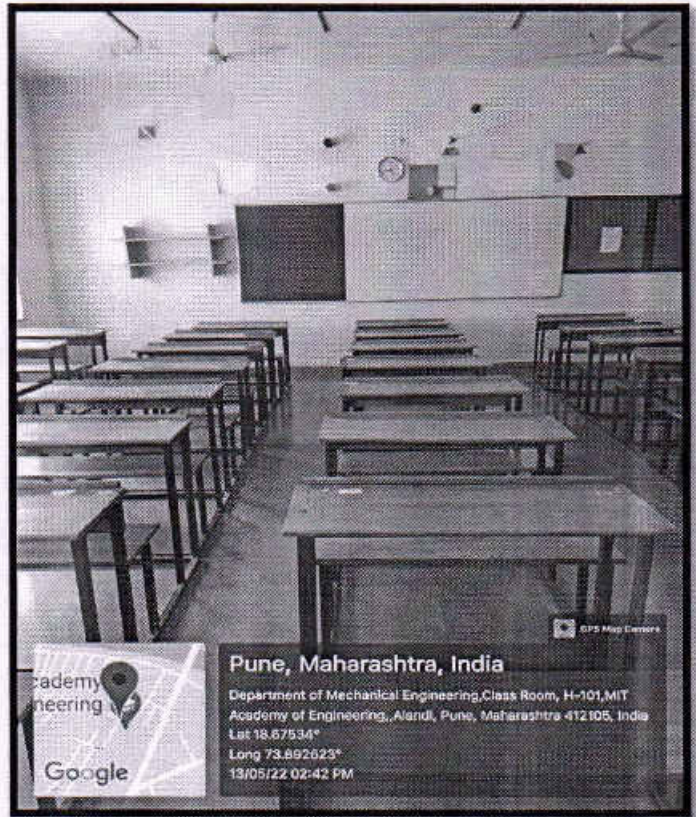 GPS Map Camera
cademy
neering
Google
Pune, Maharashtra, India
Department of Mechanical Engineering,Class Room, H-101,MIT
Academy of Engineering,,Alandi, Pune, Maharashtra 412105, India
Lat 18.67534°
Long 73.892623°
13/05/22 02:42 PM